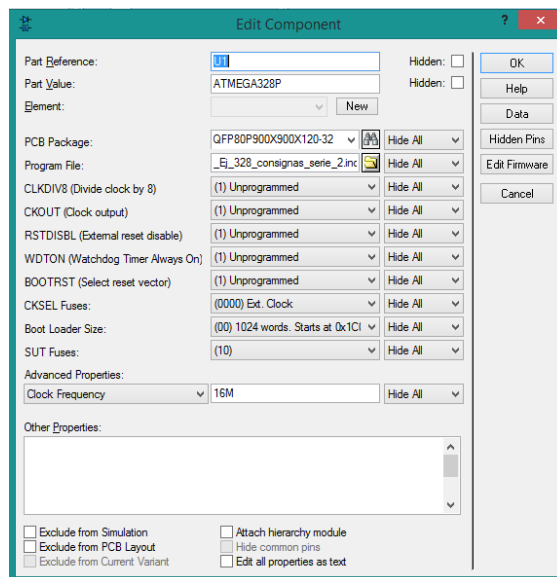 Edit Component
? ×
Part Reference: U1 Hidden:
Part Value: ATMEGA328P Hidden:
Element: New
PCB Package: QFP80P900X900X120-32 Hide All
Program File: _Ej_328_consignas_serie_2.inc Hide All
CLKDIV8 (Divide clock by 8) (1) Unprogrammed Hide All
CKOUT (Clock output) (1) Unprogrammed Hide All
RSTDISBL (External reset disable) (1) Unprogrammed Hide All
WDTON (Watchdog Timer Always On) (1) Unprogrammed Hide All
BOOTRST (Select reset vector) (1) Unprogrammed Hide All
CKSEL Fuses: (0000) Ext. Clock Hide All
Boot Loader Size: (00) 1024 words. Starts at 0x1C Hide All
SUT Fuses: (10) Hide All
Advanced Properties:
Clock Frequency 16M Hide All
Other Properties:
Exclude from Simulation Attach hierarchy module
Exclude from PCB Layout Hide common pins
Exclude from Current Variant Edit all properties as text
OK
Help
Data
Hidden Pins
Edit Firmware
Cancel